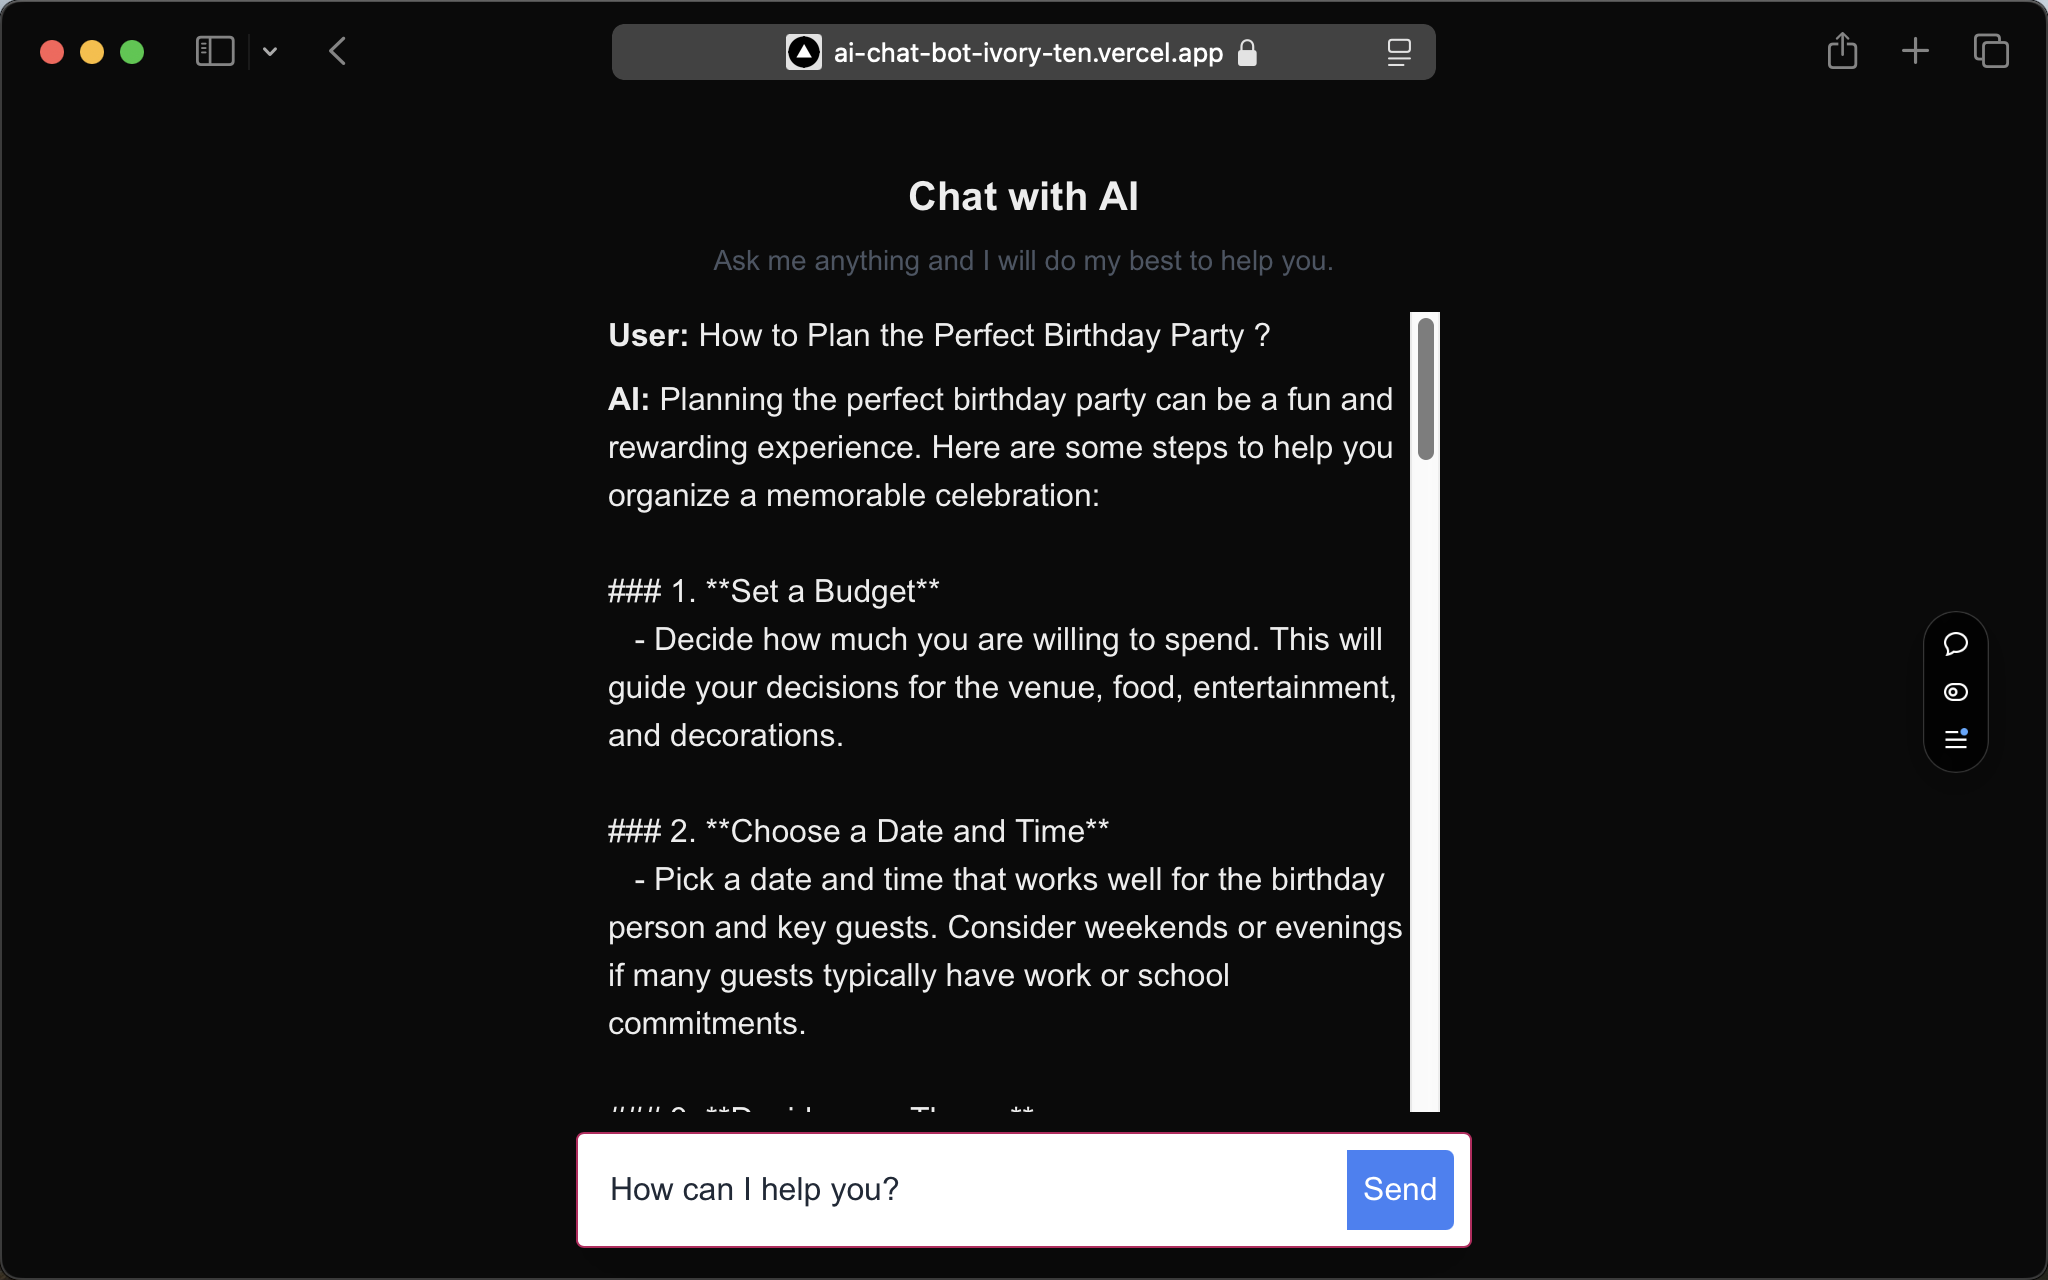 ai-chat-bot-ivory-ten.vercel.app
Chat with AI
Ask me anything and I will do my best to help you.
User: How to Plan the Perfect Birthday Party ?
AI: Planning the perfect birthday party can be a fun and
rewarding experience. Here are some steps to help you
organize a memorable celebration:
### 1. **Set a Budget**
- Decide how much you are willing to spend. This will
guide your decisions for the venue, food, entertainment,
and decorations.
### 2. **Choose a Date and Time**
- Pick a date and time that works well for the birthday
person and key guests. Consider weekends or evenings
if many guests typically have work or school
commitments.
How can I help you?
Send